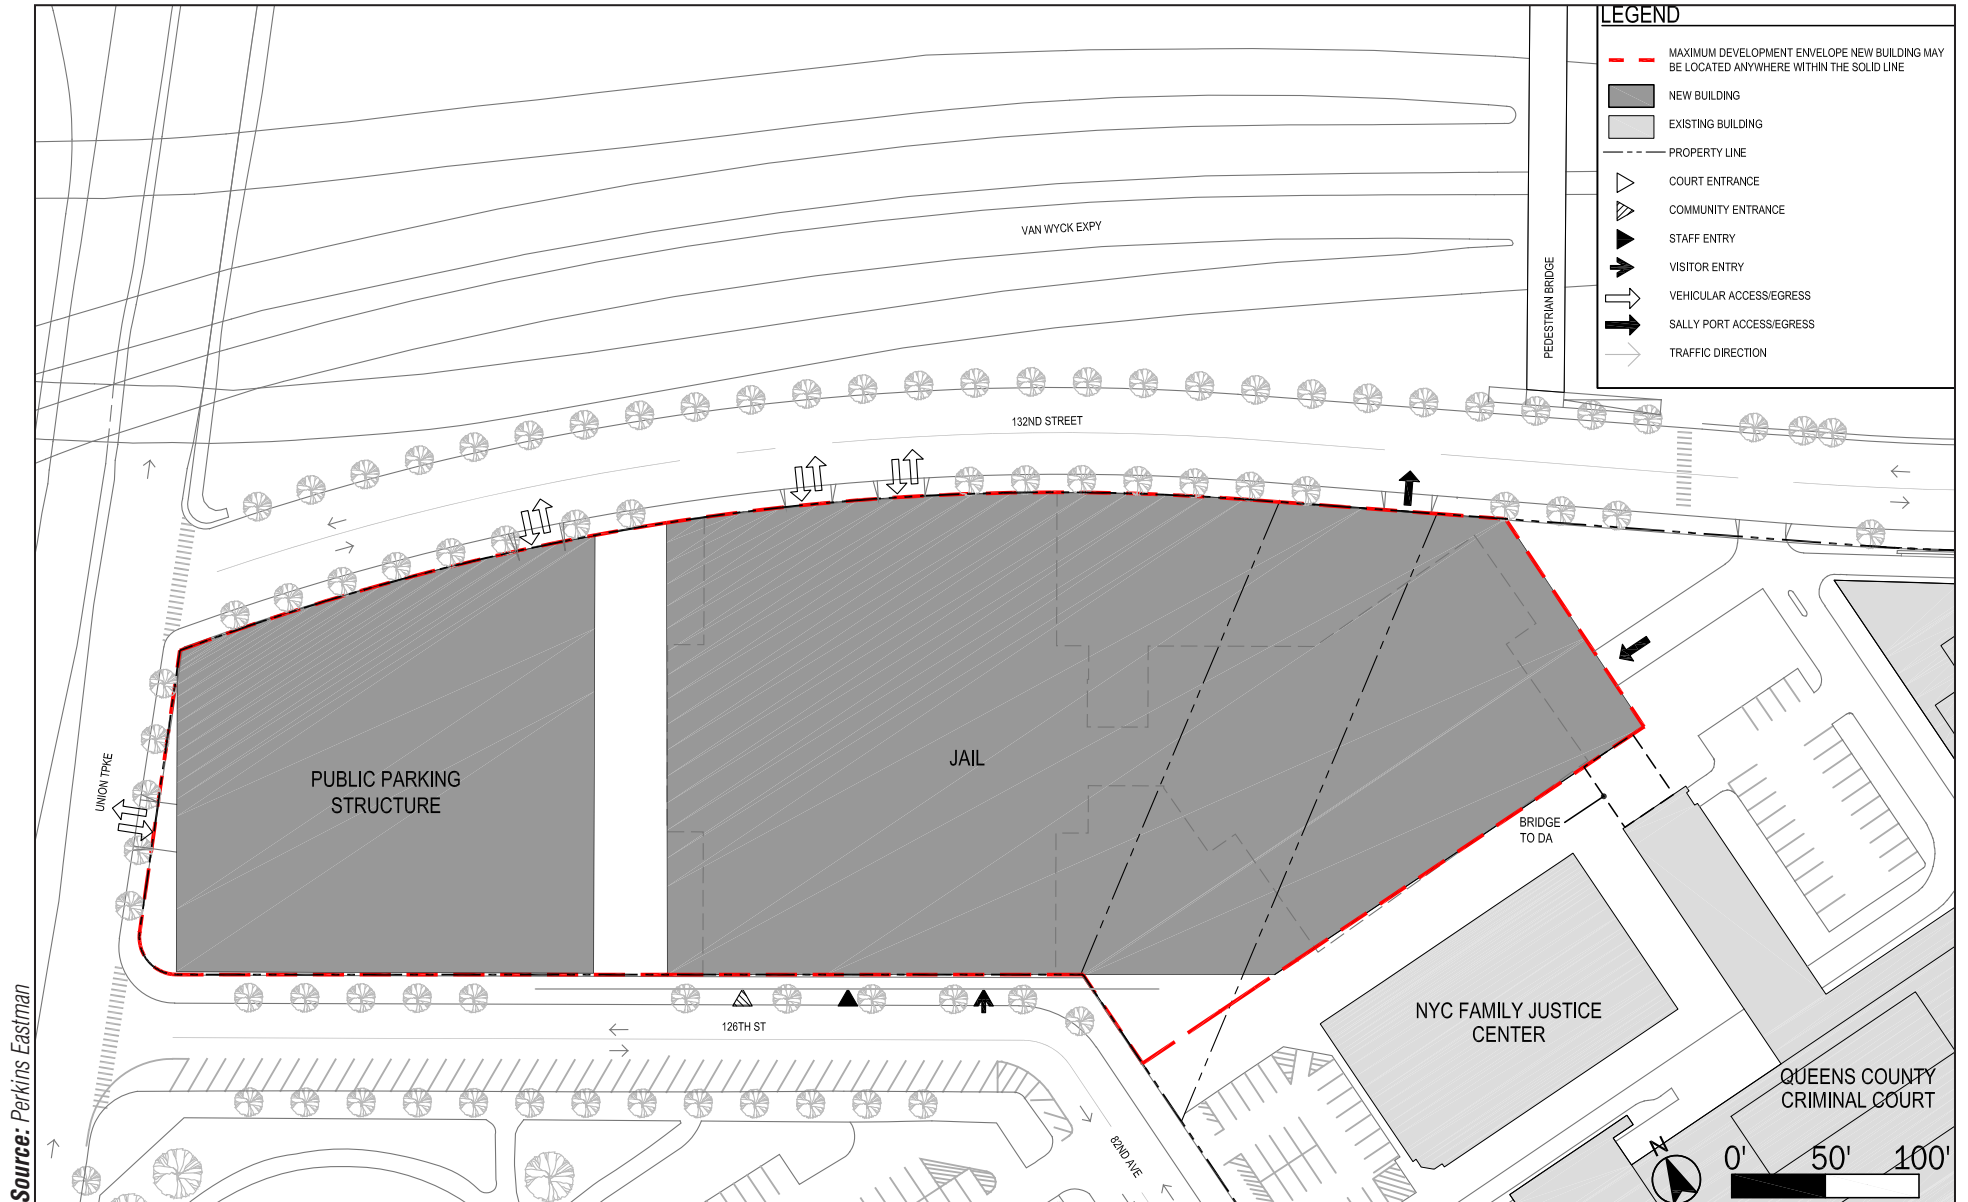 LEGEND
MAXIMUM DEVELOPMENT ENVELOPE NEW BUILDING MAY
BE LOCATED ANYWHERE WITHIN THE SOLID LINE
NEW BUILDING
EXISTING BUILDING
PROPERTY LINE
COURT ENTRANCE
COMMUNITY ENTRANCE
STAFF ENTRY
VISITOR ENTRY
VEHICULAR ACCESS/EGRESS
SALLY PORT ACCESS/EGRESS
TRAFFIC DIRECTION
VAN WYCK EXPY
PEDESTRIAN BRIDGE
132ND STREET
UNION TPKE
PUBLIC PARKING
STRUCTURE
JAIL
BRIDGE
TO DA
NYC FAMILY JUSTICE
CENTER
126TH ST
82ND AVE
QUEENS COUNTY
CRIMINAL COURT
N
0' 50' 100'
Source: Perkins Eastman